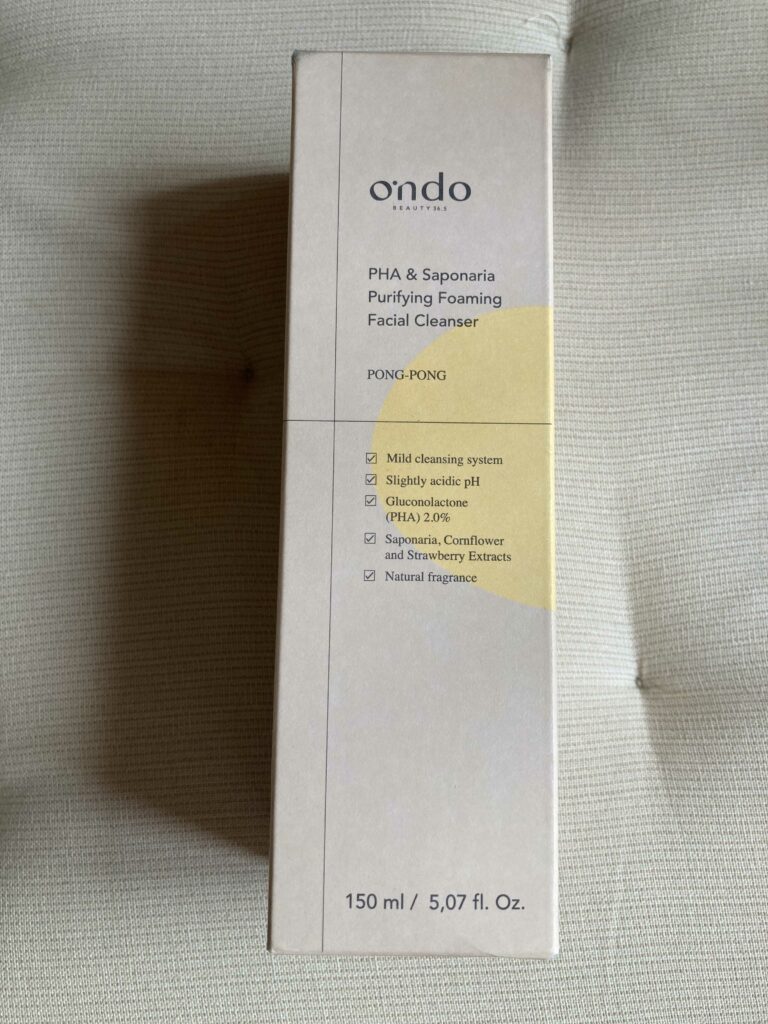 ondo
BEAUTY 36.5
PHA & Saponaria
Purifying Foaming
Facial Cleanser
PONG-PONG
Mild cleansing system
Slightly acidic pH
Gluconolactone
(PHA) 2.0%
Saponaria, Cornflower
and Strawberry Extracts
Natural fragrance
150 ml / 5,07 fl. Oz.